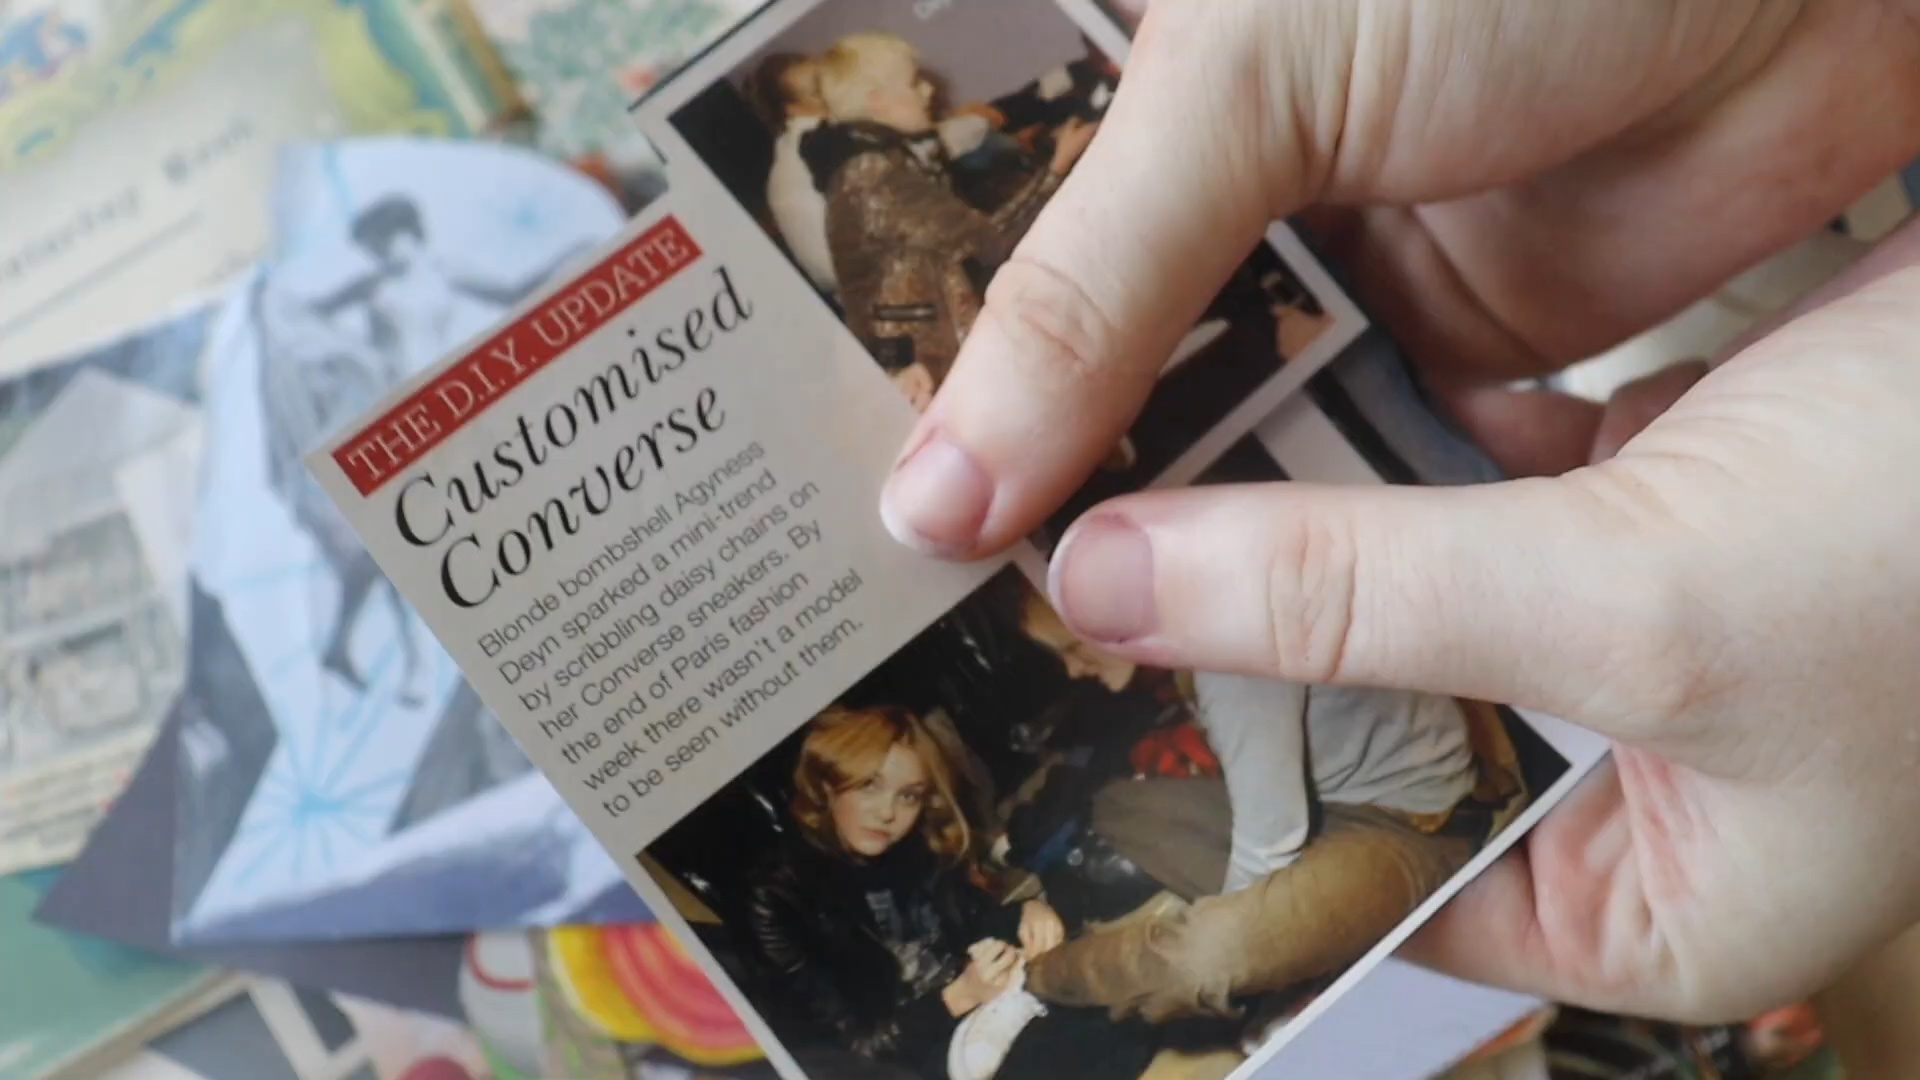 THE D.I.Y. UPDATE
Customised
Converse
Blonde bombshell Agyness
Deyn sparked a mini-trend
by scribbling daisy chains on
her Converse sneakers. By
the end of Paris fashion
week there wasn't a model
to be seen without them.